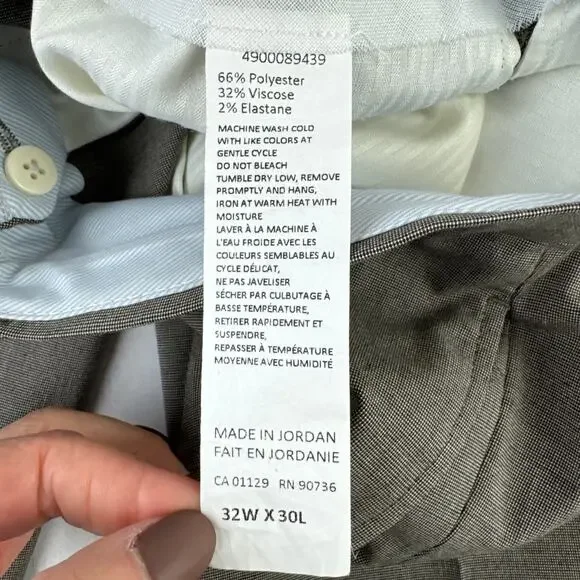 4900089439
66% Polyester
32% Viscose
2% Elastane
MACHINE WASH COLD
WITH LIKE COLORS AT
GENTLE CYCLE
DO NOT BLEACH
TUMBLE DRY LOW, REMOVE
PROMPTLY AND HANG,
IRON AT WARM HEAT WITH
MOISTURE
LAVER À LA MACHINE À
L'EAU FROIDE AVEC LES
COULEURS SEMBLABLES AU
CYCLE DÉLICAT,
NE PAS JAVELISER
SÉCHER PAR CULBUTAGE À
BASSE TEMPÉRATURE,
RETIRER RAPIDEMENT ET
SUSPENDRE,
REPASSER À TEMPÉRATURE
MOYENNE AVEC HUMIDITÉ
MADE IN JORDAN
FAIT EN JORDANIE
CA 01129 RN 90736
32W X 30L